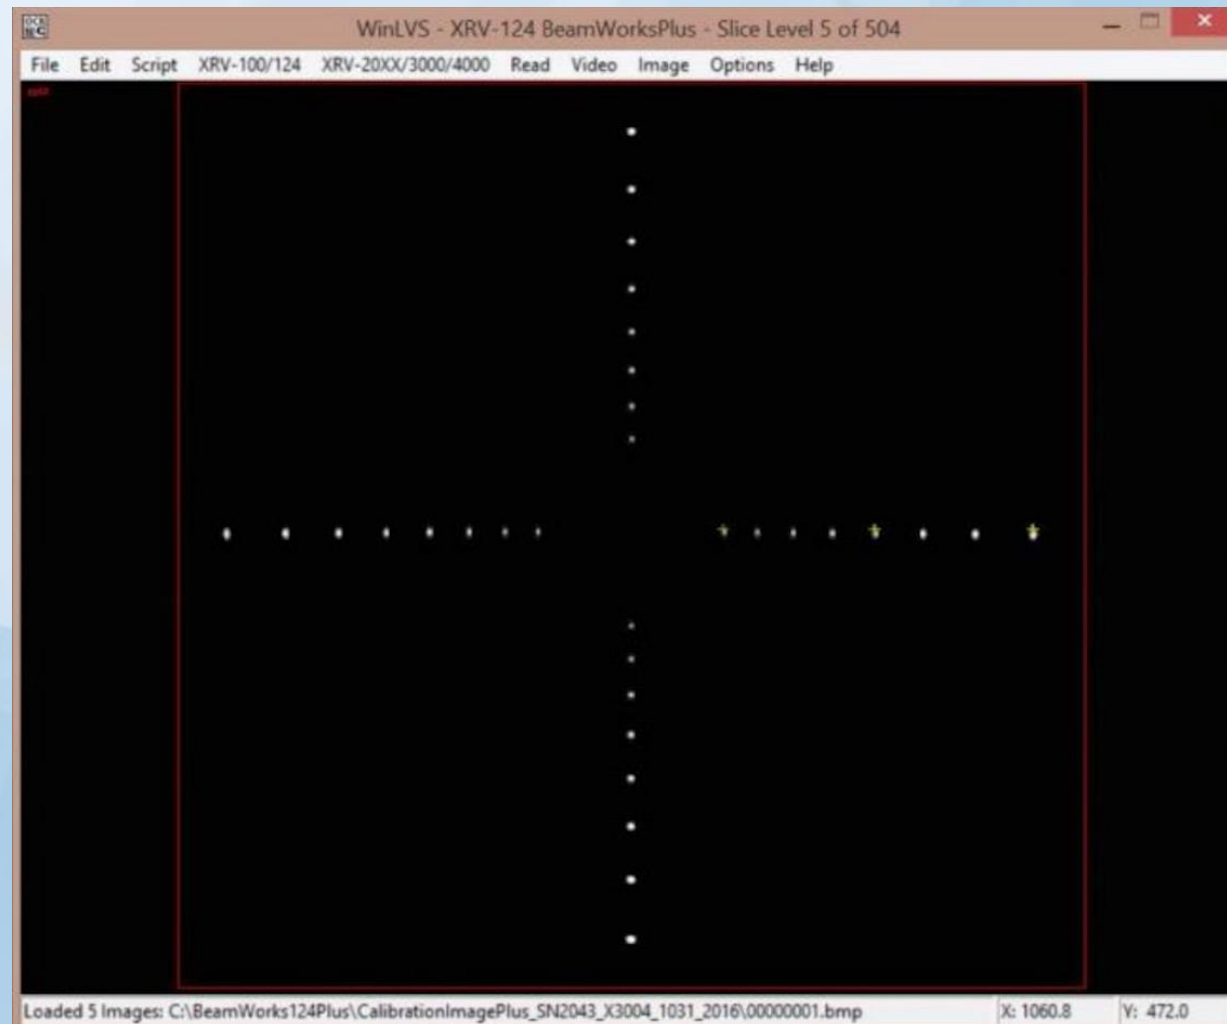 WinLVS - XRV-124 BeamWorksPlus - Slice Level 5 of 504
File Edit Script XRV-100/124 XRV-20XX/3000/4000 Read Video Image Options Help
Loaded 5 Images: C:\BeamWorks124Plus\CalibrationImagePlus_SN2043_X3004_1031_2016\00000001.bmp X: 1060.8 Y: 472.0